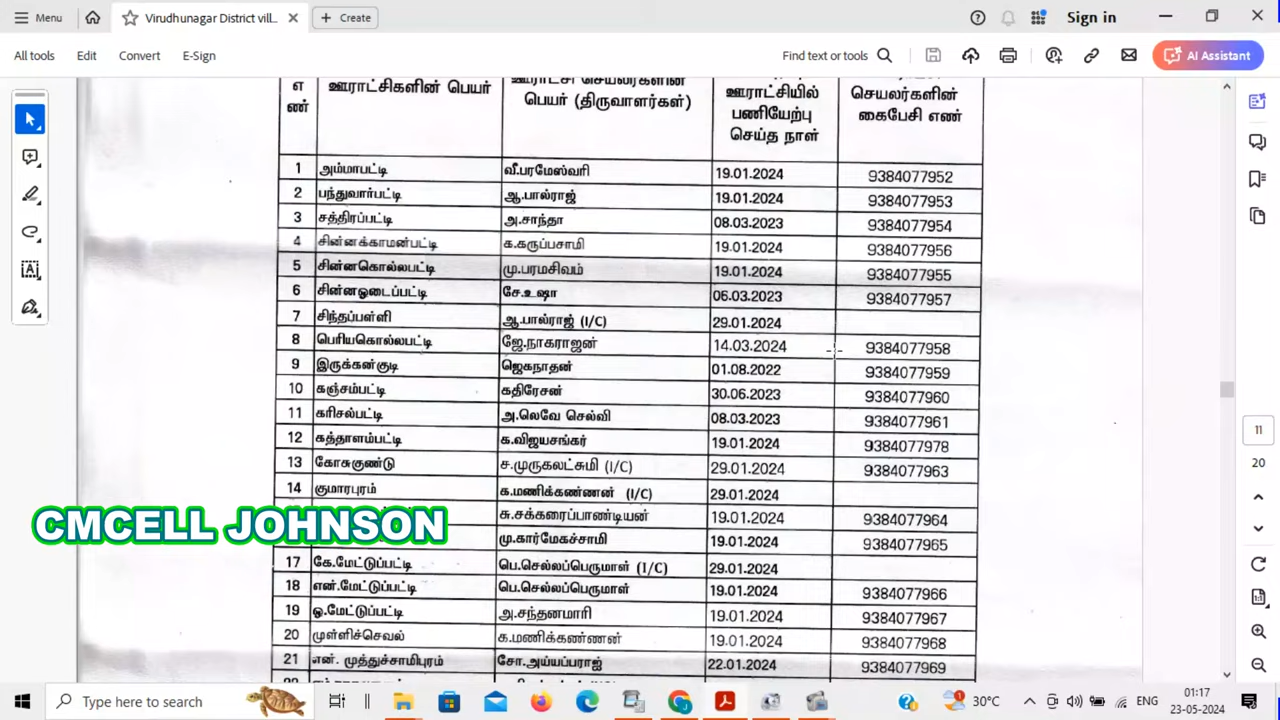 Menu Virudhunagar District vill... Create Sign in
All tools Edit Convert E-Sign Find text or tools AI Assistant
எ ஊராட்சிகளின் பெயர் ஊராட்சி செயலர்களின் ஊராட்சியில் செயலர்களின்
ண் பெயர் (திருவாளர்கள்) பணியேற்பு கைபேசி எண்
செய்த நாள்
1 அம்மாபட்டி வீ.பரமேஸ்வரி 19.01.2024 9384077952
2 பந்துவார்பட்டி ஆ.பால்ராஜ் 19.01.2024 9384077953
3 சத்திரப்பட்டி அ.சாந்தா 08.03.2023 9384077954
4 சின்னக்காமன்பட்டி க.கருப்பசாமி 19.01.2024 9384077956
5 சின்னகொல்லபட்டி மு.பரமசிவம் 19.01.2024 9384077955
6 சின்னஓடைப்பட்டி சே.உஷா 06.03.2023 9384077957
7 சிந்தப்பள்ளி ஆ.பால்ராஜ் (I/C) 29.01.2024
8 பெரியகொல்லபட்டி ஜே.நாகராஜன் 14.03.2024 9384077958
9 இருக்கன்குடி ஜெகநாதன் 01.08.2022 9384077959
10 கஞ்சம்பட்டி கதிரேசன் 30.06.2023 9384077960
11 கரிசல்பட்டி அ.லெவே செல்வி 08.03.2023 9384077961
12 கத்தாளம்பட்டி க.விஜயசங்கர் 19.01.2024 9384077978
13 கோசுகுண்டு ச.முருகலட்சுமி (I/C) 29.01.2024 9384077963
14 குமாரபுரம் க.மணிக்கண்ணன் (I/C) 29.01.2024
சு.சக்கரைப்பாண்டியன் 19.01.2024 9384077964
CMCELL JOHNSON
மு.கார்மேகச்சாமி 19.01.2024 9384077965
17 கே.மேட்டுப்பட்டி பெ.செல்லப்பெருமாள் (I/C) 29.01.2024
18 என்.மேட்டுப்பட்டி பெ.செல்லப்பெருமாள் 19.01.2024 9384077966
19 ஒ.மேட்டுப்பட்டி அ.சந்தனமாரி 19.01.2024 9384077967
20 முள்ளிச்செவல் க.மணிக்கண்ணன் 19.01.2024 9384077968
21 என். முத்துச்சாமிபுரம் சோ.அய்யப்பராஜ் 22.01.2024 9384077969
11
20
Type here to search 30°C ENG 01:17
23-05-2024